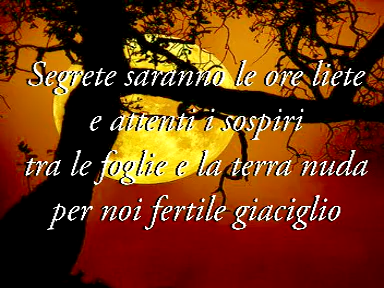 Segrete saranno le ore liete
e attenti i sospiri
tra le foglie e la terra nuda
per noi fertile giaciglio